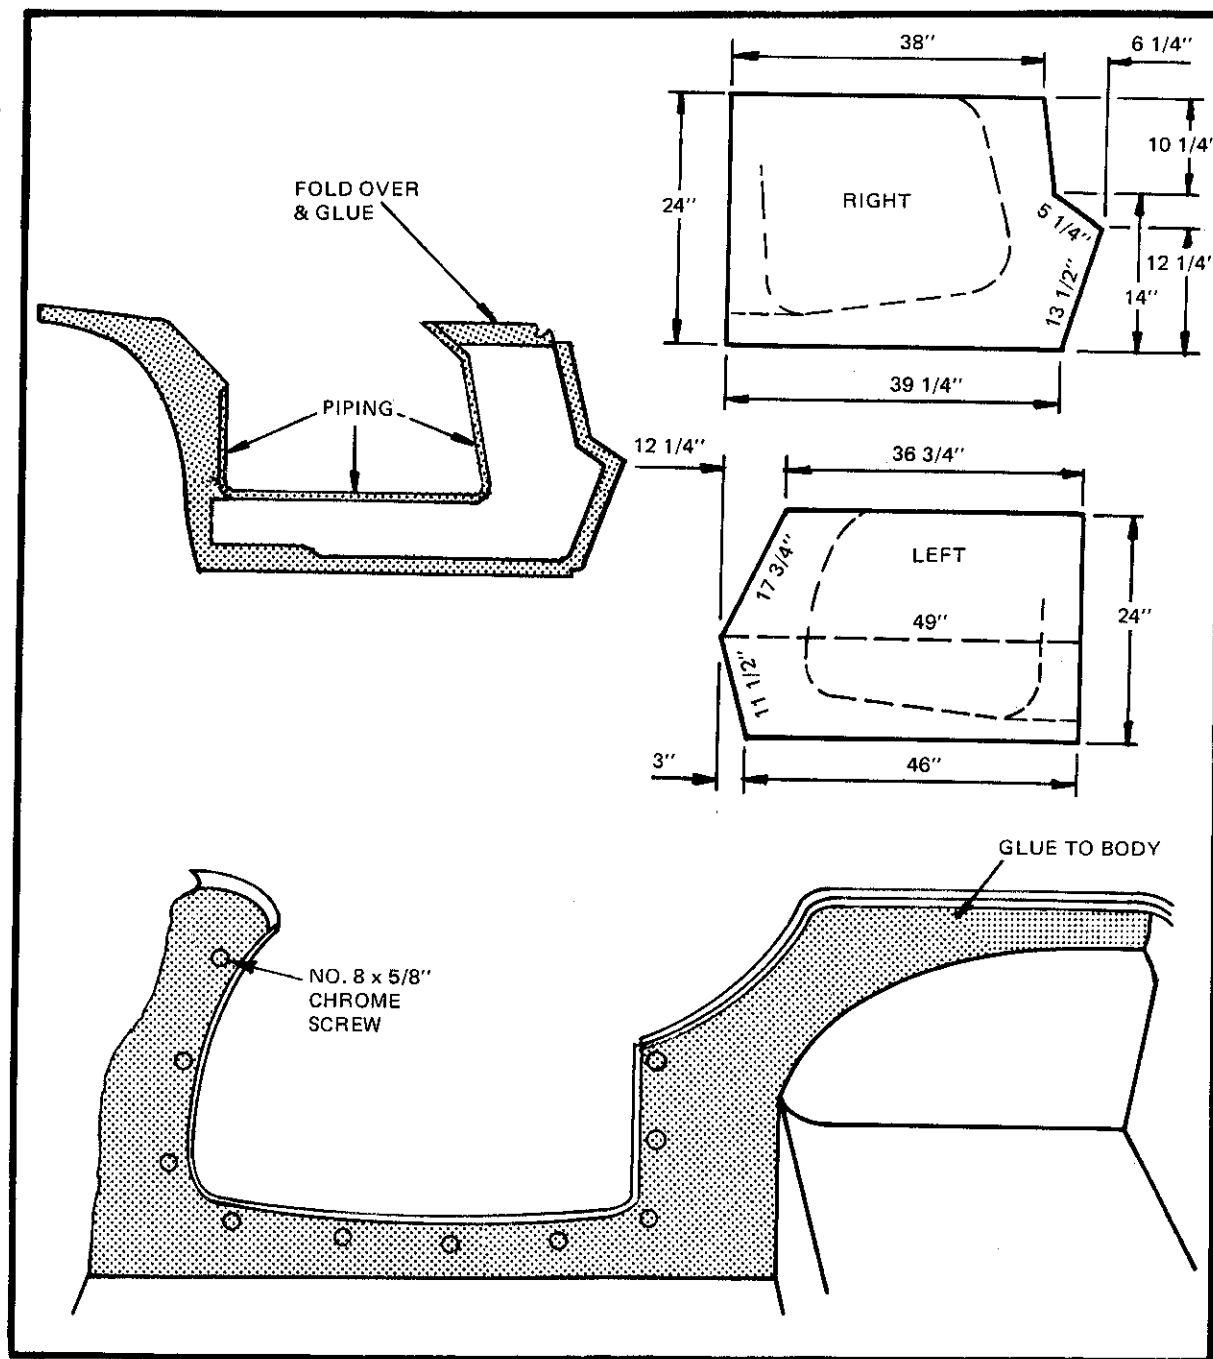 38"
6 1/4"
10 1/4"
FOLD OVER
& GLUE
24"
RIGHT
5 1/4"
12 1/4"
14"
13 1/2"
39 1/4"
PIPING
12 1/4"
36 3/4"
17 3/4"
LEFT
49"
24"
11 1/2"
3"
46"
GLUE TO BODY
NO. 8 x 5/8"
CHROME
SCREW